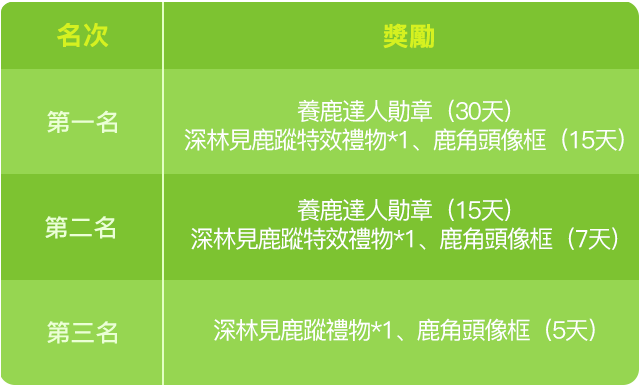 名次
獎勵
第一名
養鹿達人勛章（30天）
深林見鹿蹤特效禮物*1、鹿角頭像框（15天）
第二名
養鹿達人勛章（15天）
深林見鹿蹤特效禮物*1、鹿角頭像框（7天）
第三名
深林見鹿蹤禮物*1、鹿角頭像框（5天）